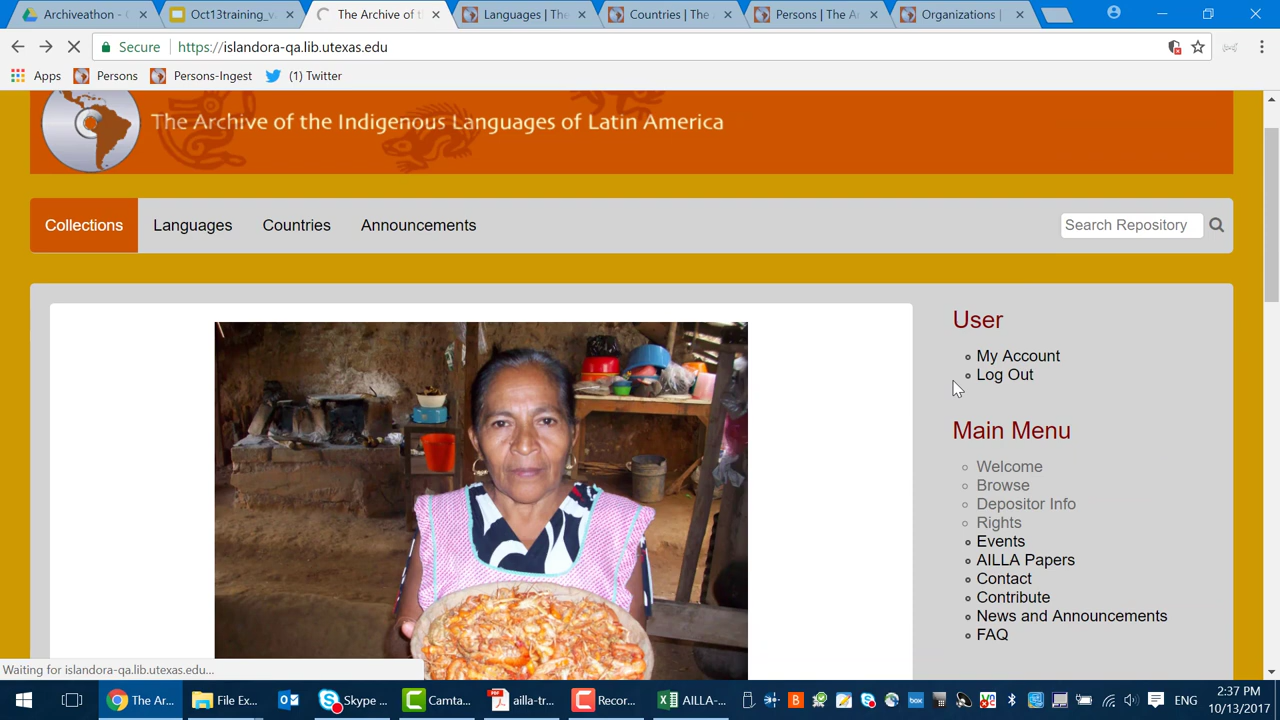 Archiveathon - G
Oct13training_v
The Archive of t
Languages | The
Countries | The A
Persons | The Ar
Organizations |
Secure https://islandora-qa.lib.utexas.edu
Apps Persons Persons-Ingest (1) Twitter
The Archive of the Indigenous Languages of Latin America
Collections Languages Countries Announcements Search Repository
User
My Account
Log Out
Main Menu
Welcome
Browse
Depositor Info
Rights
Events
AILLA Papers
Contact
Contribute
News and Announcements
FAQ
Waiting for islandora-qa.lib.utexas.edu...
The Ar... File Ex... Skype ... Camta... ailla-tr... Recor... AILLA-... ENG
2:37 PM
10/13/2017